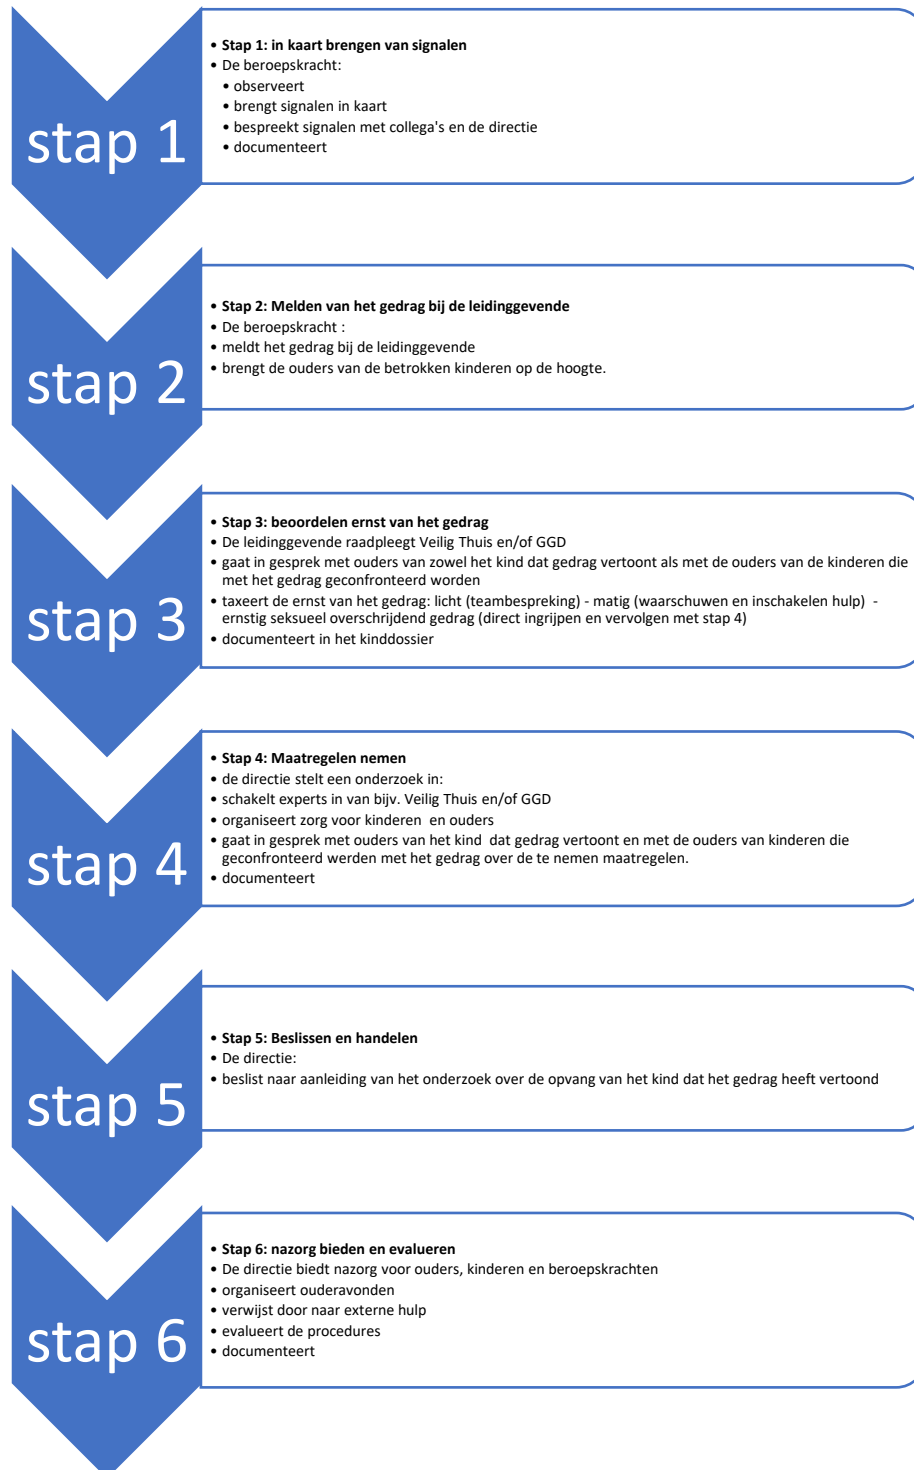 stap 1
• Stap 1: in kaart brengen van signalen
• De beroepskracht:
• observeert
• brengt signalen in kaart
• bespreekt signalen met collega's en de directie
• documenteert
stap 2
• Stap 2: Melden van het gedrag bij de leidinggevende
• De beroepskracht :
• meldt het gedrag bij de leidinggevende
• brengt de ouders van de betrokken kinderen op de hoogte.
stap 3
• Stap 3: beoordelen ernst van het gedrag
• De leidinggevende raadpleegt Veilig Thuis en/of GGD
• gaat in gesprek met ouders van zowel het kind dat gedrag vertoont als met de ouders van de kinderen die
met het gedrag geconfronteerd worden
• taxeert de ernst van het gedrag: licht (teambespreking) - matig (waarschuwen en inschakelen hulp)  -
ernstig seksueel overschrijdend gedrag (direct ingrijpen en vervolgen met stap 4)
• documenteert in het kinddossier
stap 4
• Stap 4: Maatregelen nemen
• de directie stelt een onderzoek in:
• schakelt experts in van bijv. Veilig Thuis en/of GGD
• organiseert zorg voor kinderen  en ouders
• gaat in gesprek met ouders van het kind  dat gedrag vertoont en met de ouders van kinderen die
geconfronteerd werden met het gedrag over de te nemen maatregelen.
• documenteert
stap 5
• Stap 5: Beslissen en handelen
• De directie:
• beslist naar aanleiding van het onderzoek over de opvang van het kind dat het gedrag heeft vertoond
stap 6
• Stap 6: nazorg bieden en evalueren
• De directie biedt nazorg voor ouders, kinderen en beroepskrachten
• organiseert ouderavonden
• verwijst door naar externe hulp
• evalueert de procedures
• documenteert